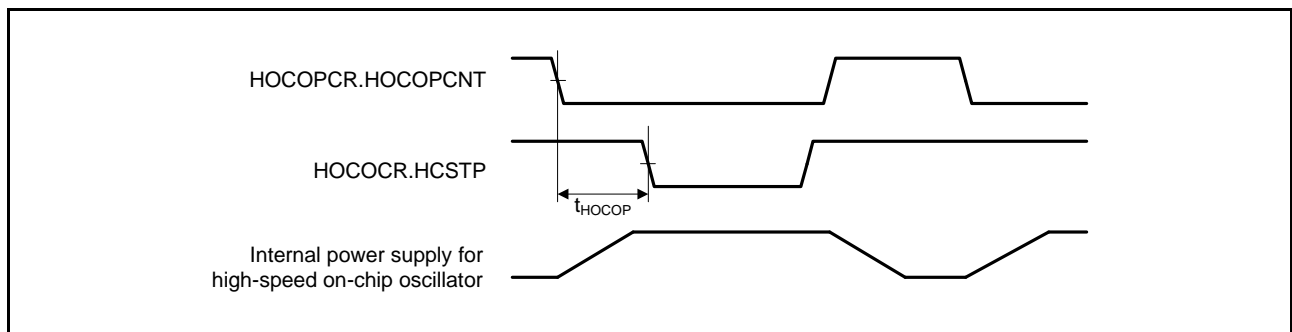 HOCOPCR.HOCOPCNT
HOCOCR.HCSTP
tHOCOP
Internal power supply for
high-speed on-chip oscillator